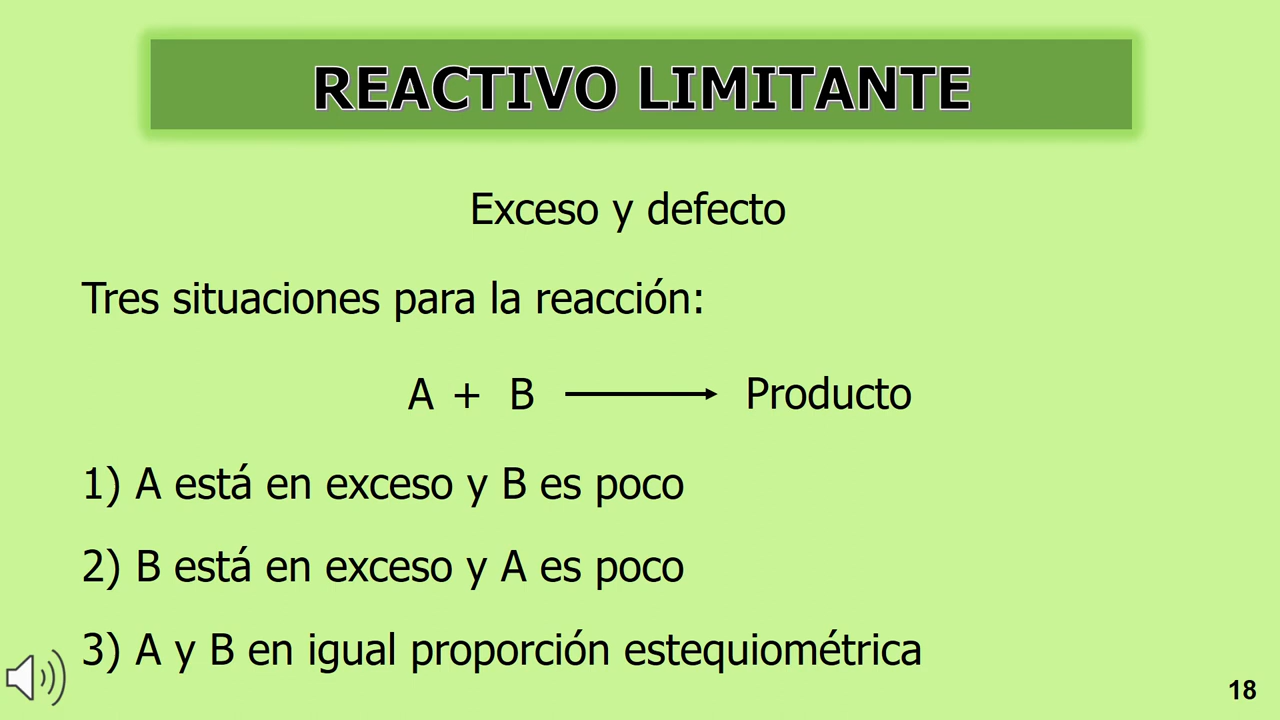 REACTIVO LIMITANTE
Exceso y defecto
Tres situaciones para la reacción:
A + B Producto
1) A está en exceso y B es poco
2) B está en exceso y A es poco
3) A y B en igual proporción estequiométrica
18